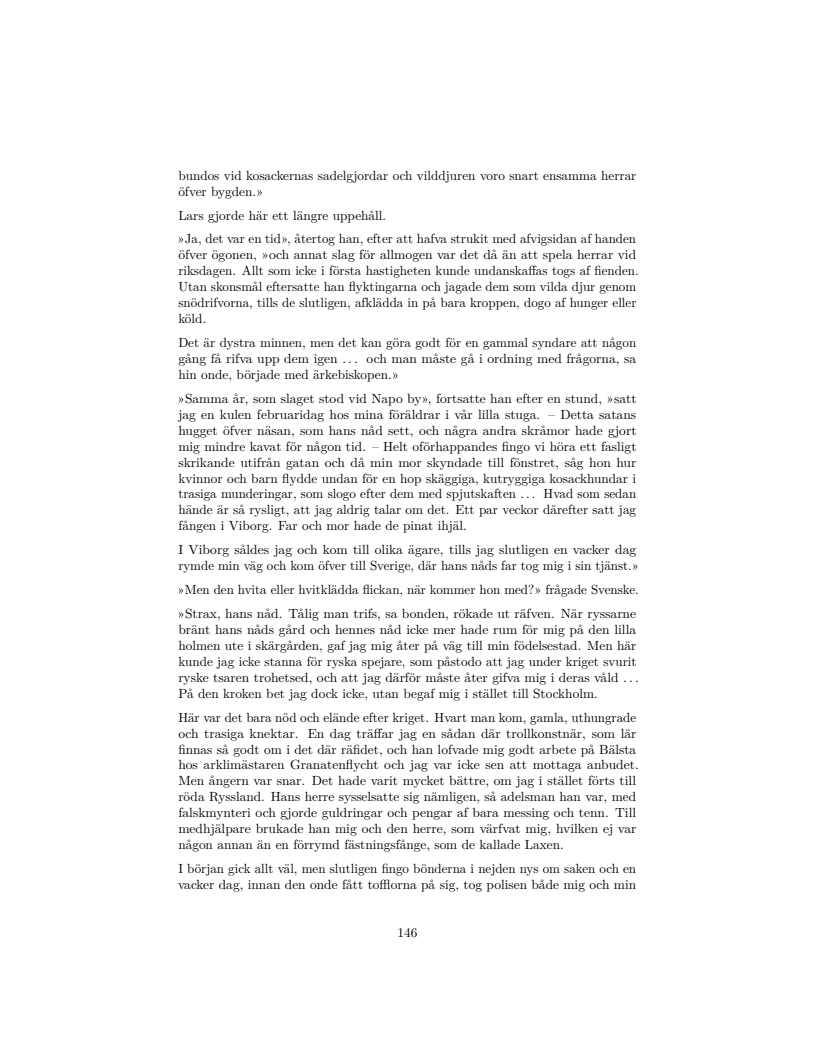 bundos vid kosackernas sadelgjordar och vilddjuren voro snart ensamma herrar
öfver bygden.»
Lars gjorde här ett längre uppehåll.
»Ja, det var en tid», återtog han, efter att hafva strukit med afvigsidan af handen
öfver ögonen, »och annat slag för allmogen var det då än att spela herrar vid
riksdagen. Allt som icke i första hastigheten kunde undanskaffas togs af fienden.
Utan skonsmål eftersatte han flyktingarna och jagade dem som vilda djur genom
snödrifvorna, tills de slutligen, afklädda in på bara kroppen, dogo af hunger eller
köld.
Det är dystra minnen, men det kan göra godt för en gammal syndare att någon
gång få rifva upp dem igen ... och man måste gå i ordning med frågorna, sa
hin onde, började med ärkebiskopen.»
»Samma år, som slaget stod vid Napo by», fortsatte han efter en stund, »satt
jag en kulen februaridag hos mina föräldrar i vår lilla stuga. – Detta satans
hugget öfver näsan, som hans nåd sett, och några andra skråmor hade gjort
mig mindre kavat för någon tid. – Helt oförhappandes fingo vi höra ett fasligt
skrikande utifrån gatan och då min mor skyndade till fönstret, såg hon hur
kvinnor och barn flydde undan för en hop skäggiga, kutryggiga kosackhundar i
trasiga munderingar, som slogo efter dem med spjutskaften ... Hvad som sedan
hände är så rysligt, att jag aldrig talar om det. Ett par veckor därefter satt jag
fången i Viborg. Far och mor hade de pinat ihjäl.
I Viborg såldes jag och kom till olika ägare, tills jag slutligen en vacker dag
rymde min väg och kom öfver till Sverige, där hans nåds far tog mig i sin tjänst.»
»Men den hvita eller hvitklädda flickan, när kommer hon med?» frågade Svenske.
»Strax, hans nåd. Tålig man trifs, sa bonden, rökade ut räfven. När ryssarne
bränt hans nåds gård och hennes nåd icke mer hade rum för mig på den lilla
holmen ute i skärgården, gaf jag mig åter på väg till min födelsestad. Men här
kunde jag icke stanna för ryska spejare, som påstodo att jag under kriget svurit
ryske tsaren trohetsed, och att jag därför måste åter gifva mig i deras våld ...
På den kroken bet jag dock icke, utan begaf mig i stället till Stockholm.
Här var det bara nöd och elände efter kriget. Hvart man kom, gamla, uthungrade
och trasiga knektar. En dag träffar jag en sådan där trollkonstnär, som lär
finnas så godt om i det där räfidet, och han lofvade mig godt arbete på Bälsta
hos arklimästaren Granatenflycht och jag var icke sen att mottaga anbudet.
Men ångern var snar. Det hade varit mycket bättre, om jag i stället förts till
röda Ryssland. Hans herre sysselsatte sig nämligen, så adelsman han var, med
falskmynteri och gjorde guldringar och pengar af bara messing och tenn. Till
medhjälpare brukade han mig och den herre, som värfvat mig, hvilken ej var
någon annan än en förrymd fästningsfånge, som de kallade Laxen.
I början gick allt väl, men slutligen fingo bönderna i nejden nys om saken och en
vacker dag, innan den onde fått tofflorna på sig, tog polisen både mig och min
146